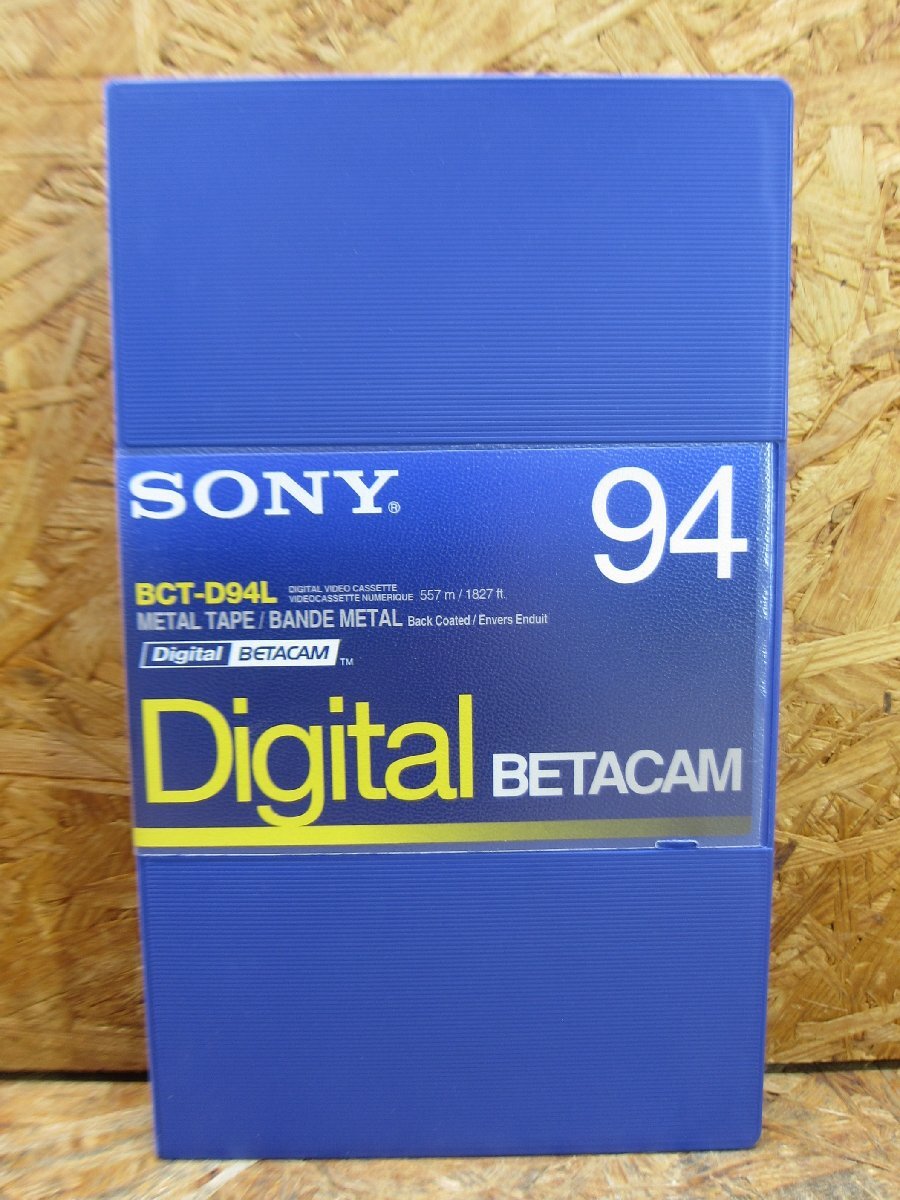 SONY®
94
BCT-D94L DIGITAL VIDEO CASSETTE
VIDEOCASSETTE NUMERIQUE 557 m / 1827 ft.
METAL TAPE / BANDE METAL Back Coated / Envers Enduit
Digital BETACAM ™
Digital BETACAM